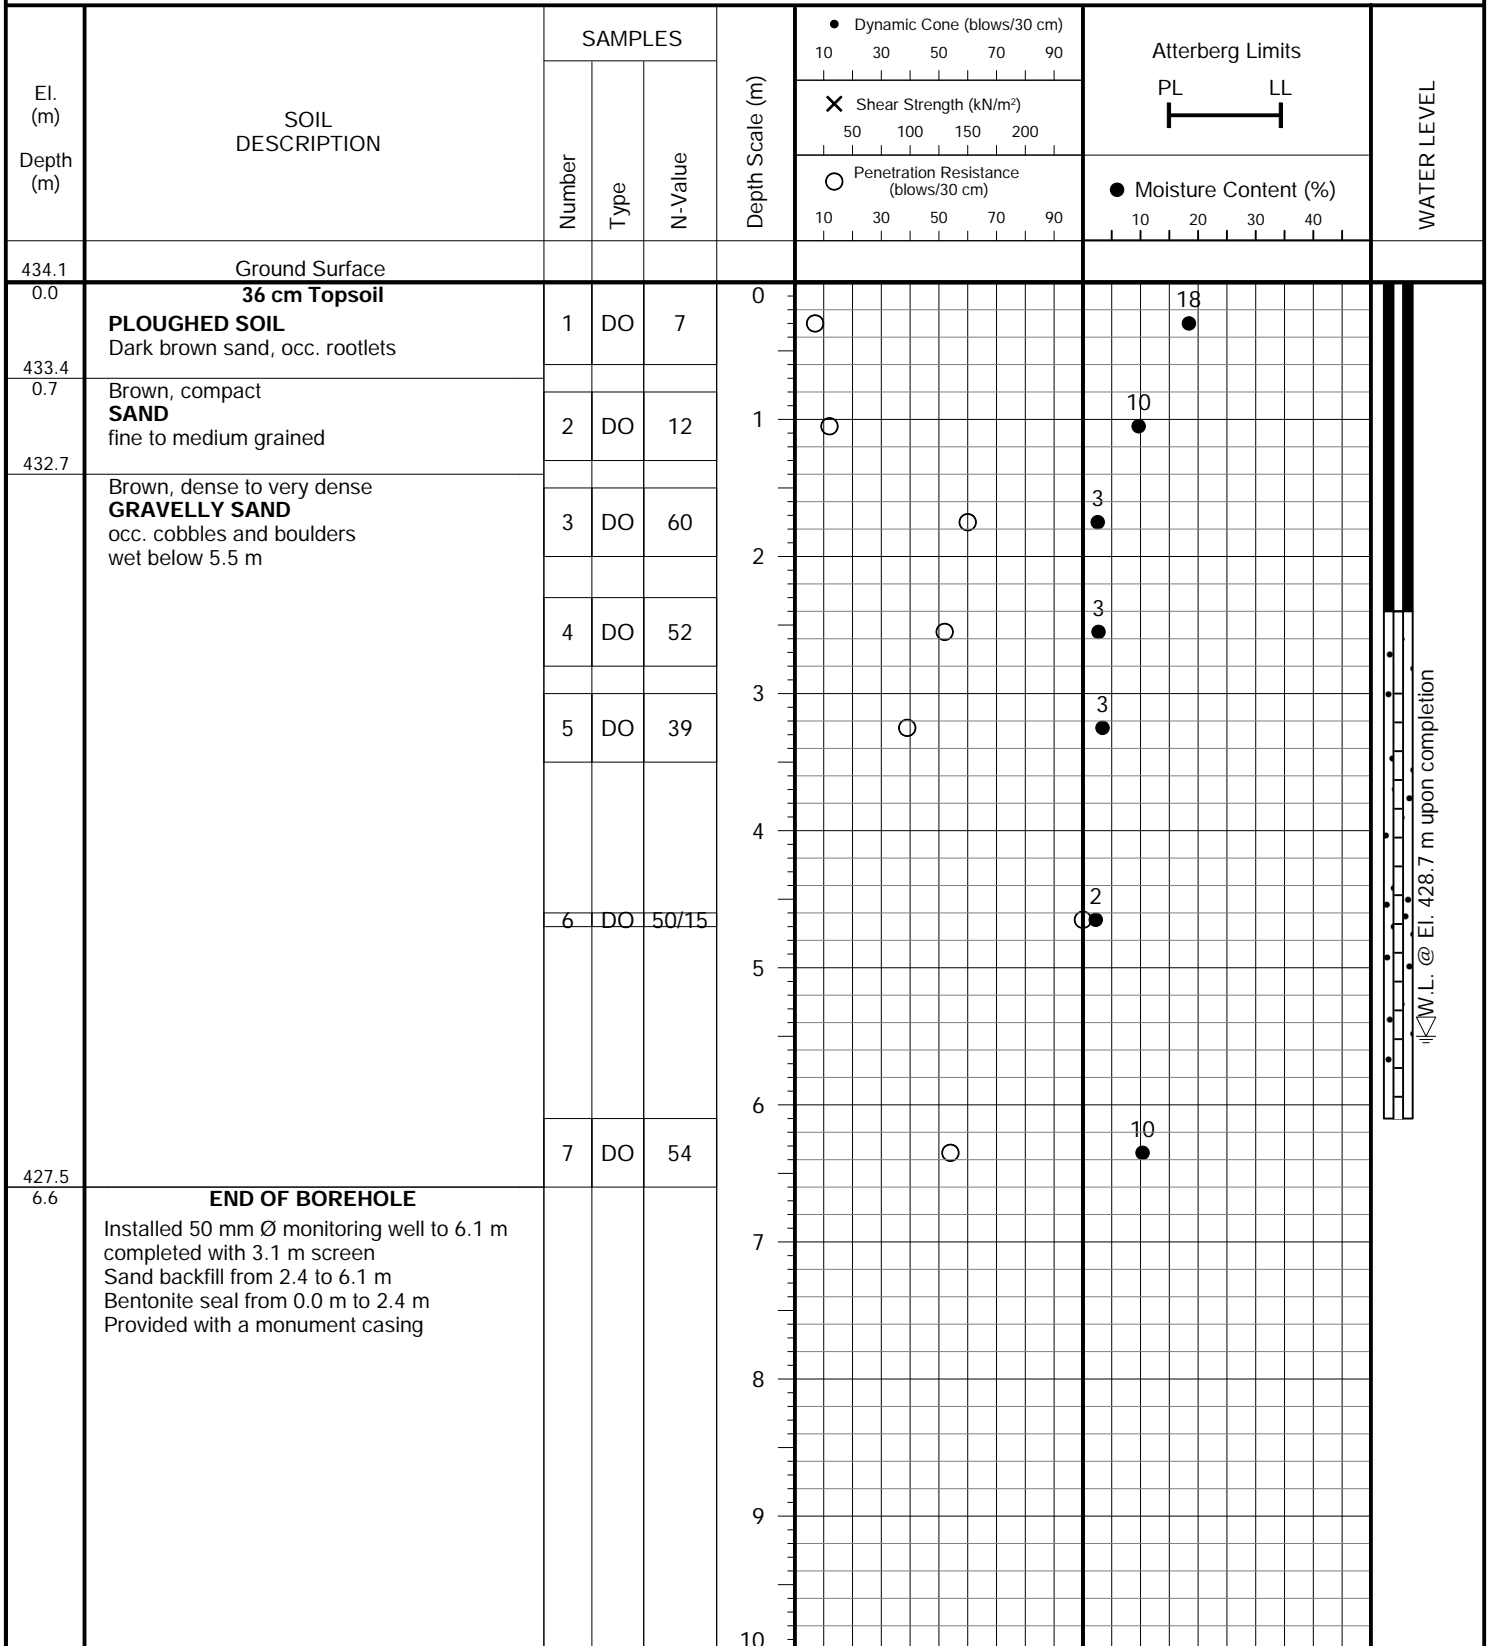 El.
(m)
Depth
(m)
SOIL
DESCRIPTION
SAMPLES
Number
Type
N-Value
Depth Scale (m)
Dynamic Cone (blows/30 cm)
10 30 50 70 90
Shear Strength (kN/m²)
50 100 150 200
Penetration Resistance
(blows/30 cm)
10 30 50 70 90
Atterberg Limits
PL LL
Moisture Content (%)
10 20 30 40
WATER LEVEL
434.1 Ground Surface
0.0 36 cm Topsoil 0
PLOUGHED SOIL 1 DO 7 18
Dark brown sand, occ. rootlets
433.4
0.7 Brown, compact
SAND
fine to medium grained 2 DO 12 1 10
432.7
Brown, dense to very dense
GRAVELLY SAND
occ. cobbles and boulders 3 DO 60 3
wet below 5.5 m 2
4 DO 52 3
3
5 DO 39 3
4
6 DO 50/15 2
5
W.L. @ El. 428.7 m upon completion
6
7 DO 54 10
427.5
6.6 END OF BOREHOLE
Installed 50 mm Ø monitoring well to 6.1 m
completed with 3.1 m screen 7
Sand backfill from 2.4 to 6.1 m
Bentonite seal from 0.0 m to 2.4 m
Provided with a monument casing
8
9
10